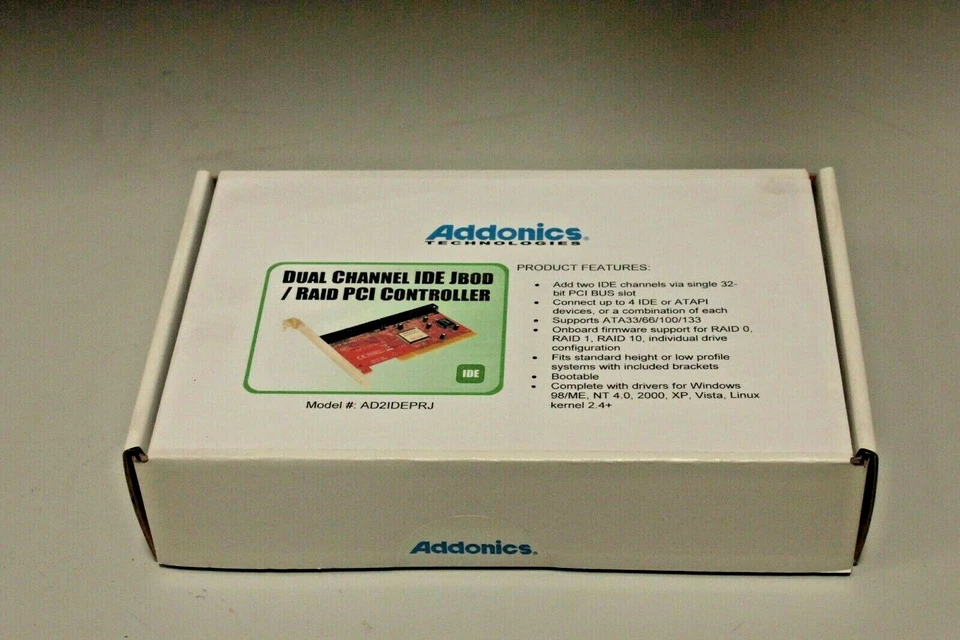 Addonics®
TECHNOLOGIES
DUAL CHANNEL IDE JBOD
/ RAID PCI CONTROLLER
IDE
Model #: AD2IDEPRJ
PRODUCT FEATURES:
• Add two IDE channels via single 32-
bit PCI BUS slot
• Connect up to 4 IDE or ATAPI
devices, or a combination of each
• Supports ATA33/66/100/133
• Onboard firmware support for RAID 0,
RAID 1, RAID 10, individual drive
configuration
• Fits standard height or low profile
systems with included brackets
• Bootable
• Complete with drivers for Windows
98/ME, NT 4.0, 2000, XP, Vista, Linux
kernel 2.4+
Addonics®